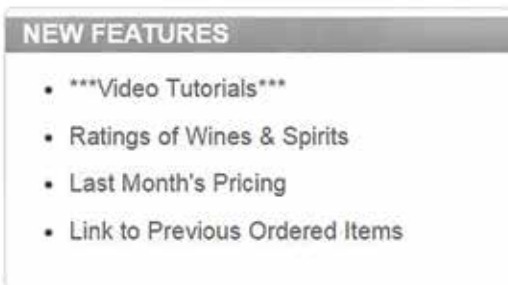 NEW FEATURES
• ***Video Tutorials***
• Ratings of Wines & Spirits
• Last Month's Pricing
• Link to Previous Ordered Items